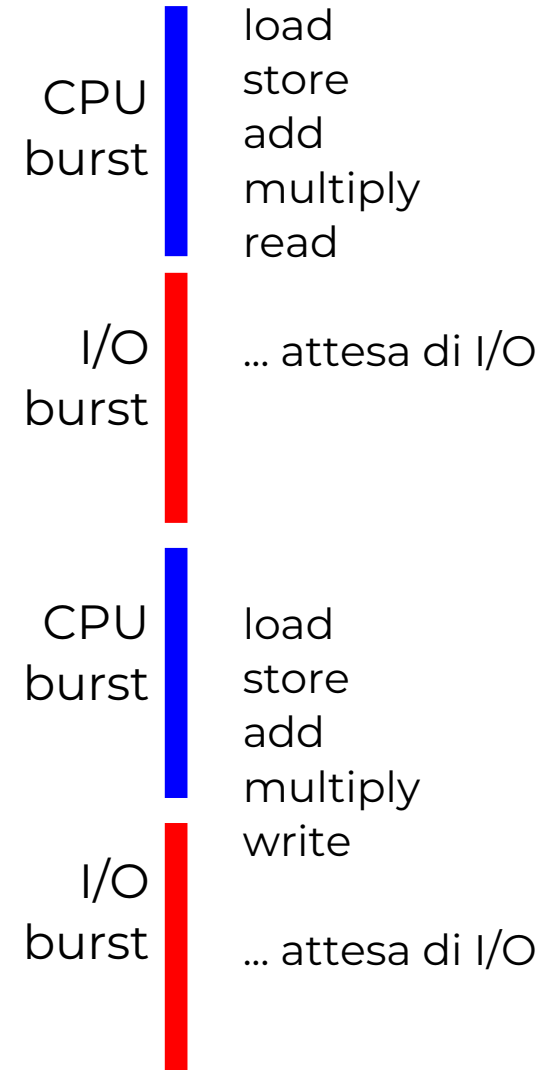 CPU
burst
load
store
add
multiply
read
I/O
burst
... attesa di I/O
CPU
burst
load
store
add
multiply
write
I/O
burst
... attesa di I/O